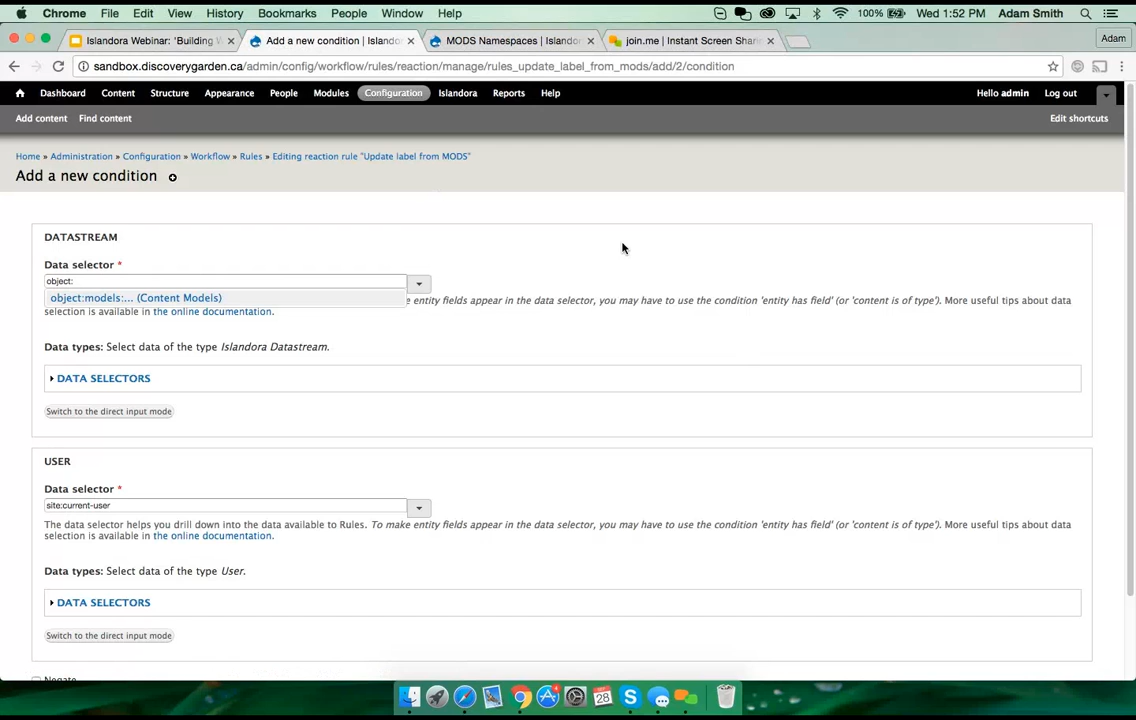 Chrome File Edit View History Bookmarks People Window Help 100% Wed 1:52 PM Adam Smith
Islandora Webinar: 'Building W Add a new condition | Islando MODS Namespaces | Islando join.me | Instant Screen Shari Adam
sandbox.discoverygarden.ca/admin/config/workflow/rules/reaction/manage/rules_update_label_from_mods/add/2/condition
Dashboard Content Structure Appearance People Modules Configuration Islandora Reports Help Hello admin Log out
Add content Find content Edit shortcuts
Home » Administration » Configuration » Workflow » Rules » Editing reaction rule "Update label from MODS"
Add a new condition
DATASTREAM
Data selector *
object:
object:models:... (Content Models)
e entity fields appear in the data selector, you may have to use the condition 'entity has field' (or 'content is of type'). More useful tips about data
selection is available in the online documentation.
Data types: Select data of the type Islandora Datastream.
DATA SELECTORS
Switch to the direct input mode
USER
Data selector *
site:current-user
The data selector helps you drill down into the data available to Rules. To make entity fields appear in the data selector, you may have to use the condition 'entity has field' (or 'content is of type'). More useful tips about data
selection is available in the online documentation.
Data types: Select data of the type User.
DATA SELECTORS
Switch to the direct input mode
Negate
28